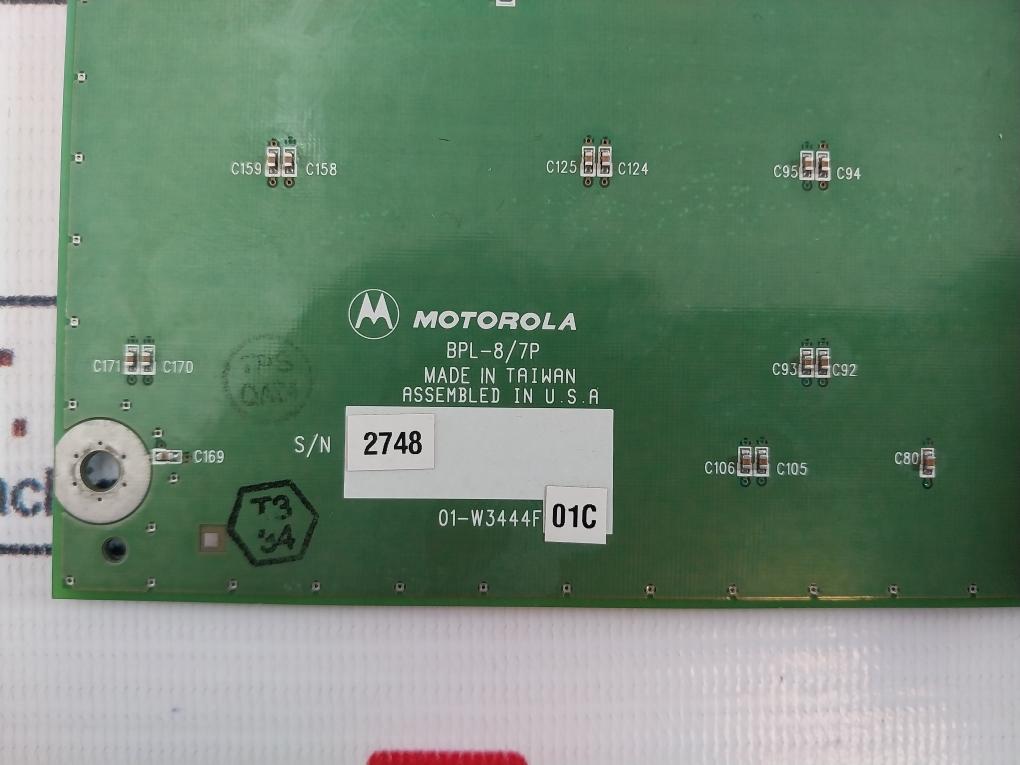 C159 C158
C125 C124
C95 C94
MOTOROLA
BPL-8/7P
MADE IN TAIWAN
ASSEMBLED IN U.S.A
C171 C170
C93 C92
S/N 2748
C169
C106 C105
C80
T3
01-W3444F 01C